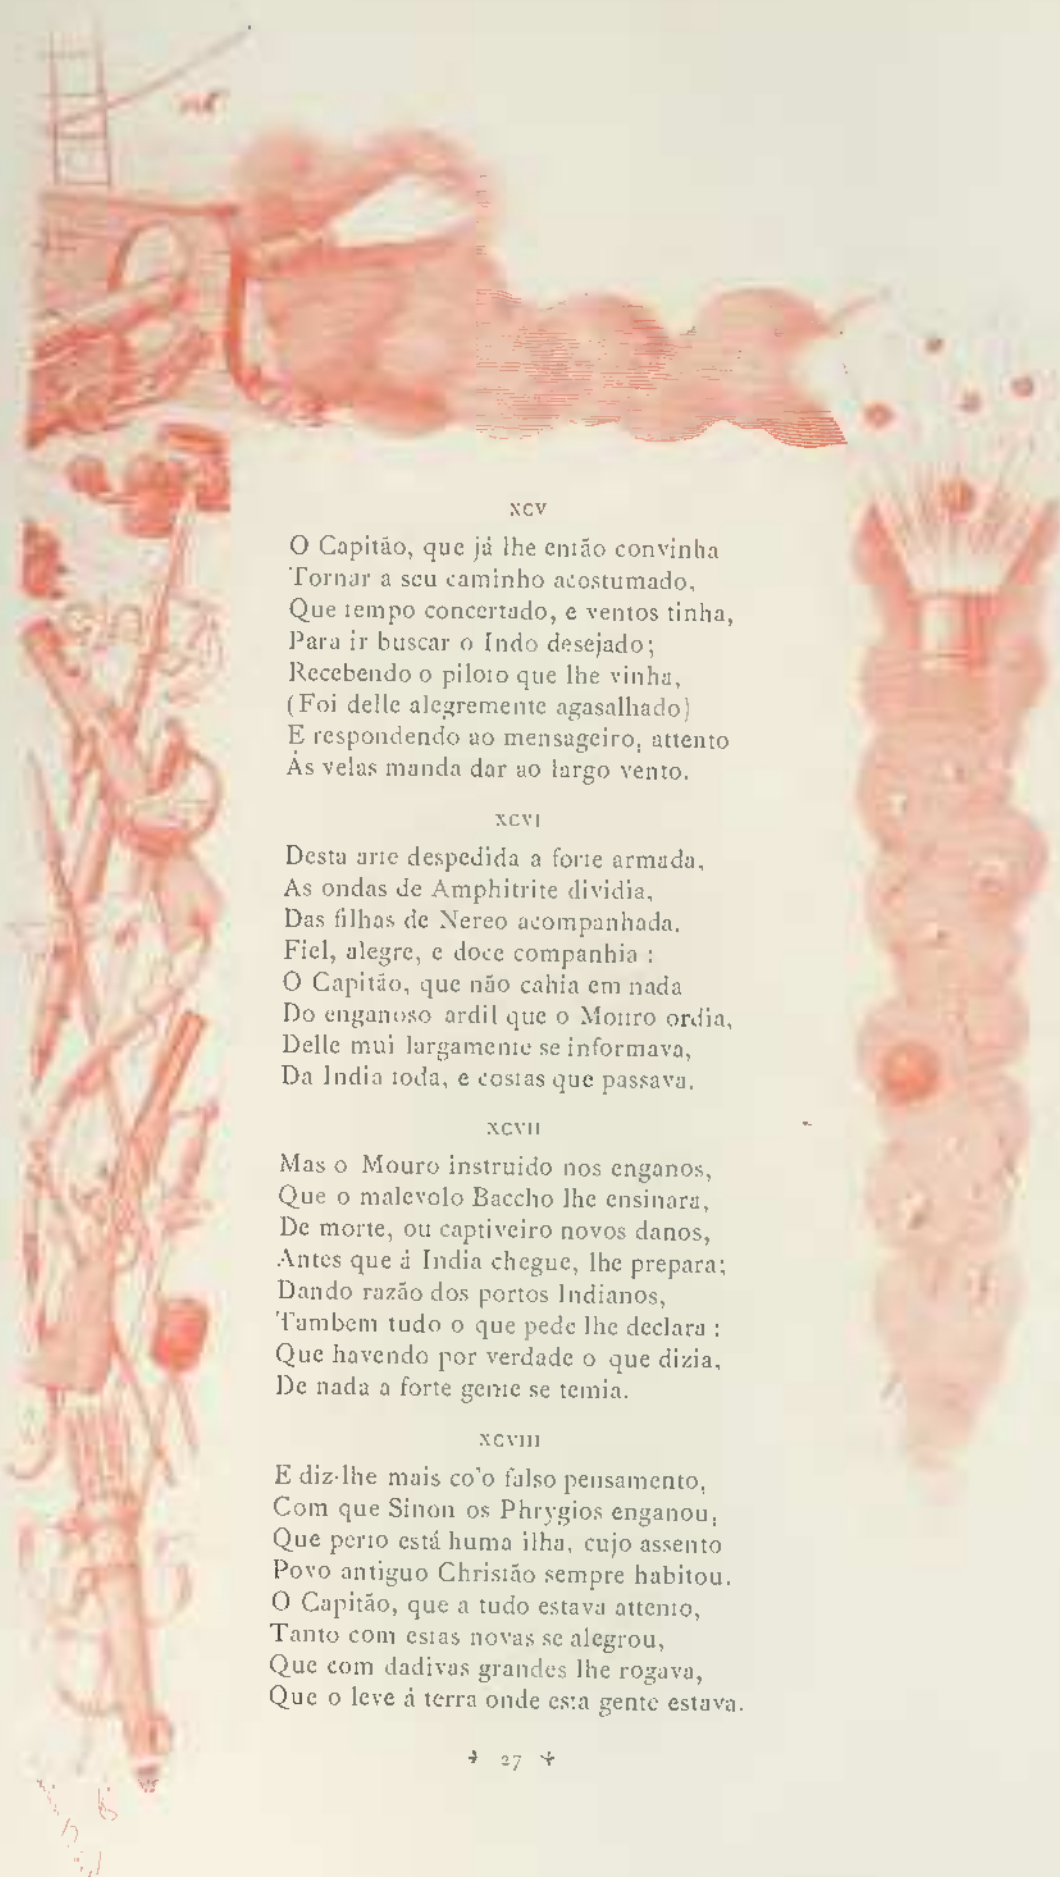 XCV
O Capitão, que já lhe então convinha
Tornar a seu caminho acostumado,
Que tempo concertado, e ventos tinha,
Para ir buscar o Indo desejado;
Recebendo o piloto que lhe vinha,
(Foi delle alegremente agasalhado)
E respondendo ao mensageiro, attento
Ás velas manda dar ao largo vento.
XCVI
Desta arte despedida a forte armada,
As ondas de Amphitrite dividia,
Das filhas de Nereo acompanhada.
Fiel, alegre, e doce companhia :
O Capitão, que não cahia em nada
Do enganoso ardil que o Mouro ordia,
Delle mui largamente se informava,
Da India toda, e costas que passava.
XCVII
Mas o Mouro instruido nos enganos,
Que o malevolo Baccho lhe ensinara,
De morte, ou captiveiro novos danos,
Antes que á India chegue, lhe prepara;
Dando razão dos portos Indianos,
Tambem tudo o que pede lhe declara :
Que havendo por verdade o que dizia,
De nada a forte gente se temia.
XCVIII
E diz-lhe mais co'o falso pensamento,
Com que Sinon os Phrygios enganou,
Que perto está huma ilha, cujo assento
Povo antiguo Christão sempre habitou.
O Capitão, que a tudo estava attento,
Tanto com estas novas se alegrou,
Que com dadivas grandes lhe rogava,
Que o leve á terra onde esta gente estava.
27